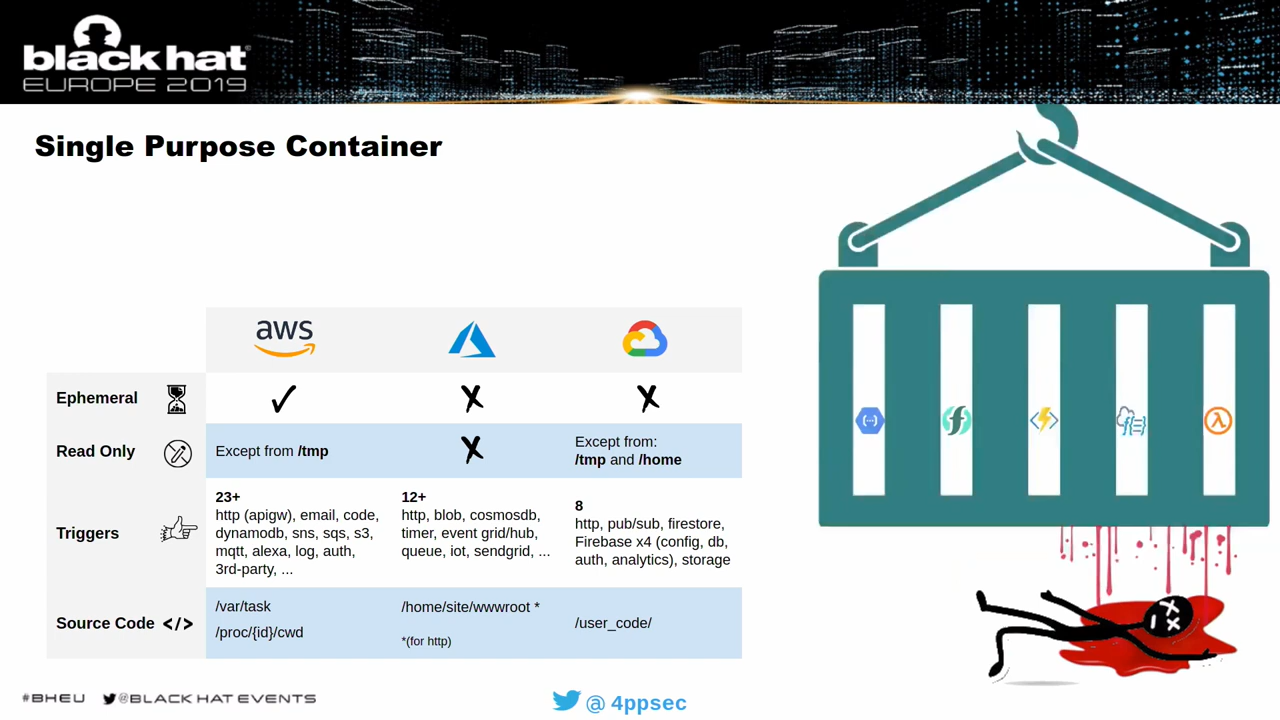 black hat
EUROPE 2019
Single Purpose Container
aws
Ephemeral
Read Only
Except from /tmp
Except from:
/tmp and /home
Triggers
23+
http (apigw), email, code,
dynamodb, sns, sqs, s3,
mqtt, alexa, log, auth,
3rd-party, ...
12+
http, blob, cosmosdb,
timer, event grid/hub,
queue, iot, sendgrid, ...
8
http, pub/sub, firestore,
Firebase x4 (config, db,
auth, analytics), storage
Source Code </>
/var/task
/proc/{id}/cwd
/home/site/wwwroot *
*(for http)
/user_code/
#BHEU @BLACK HAT EVENTS
@ 4ppsec